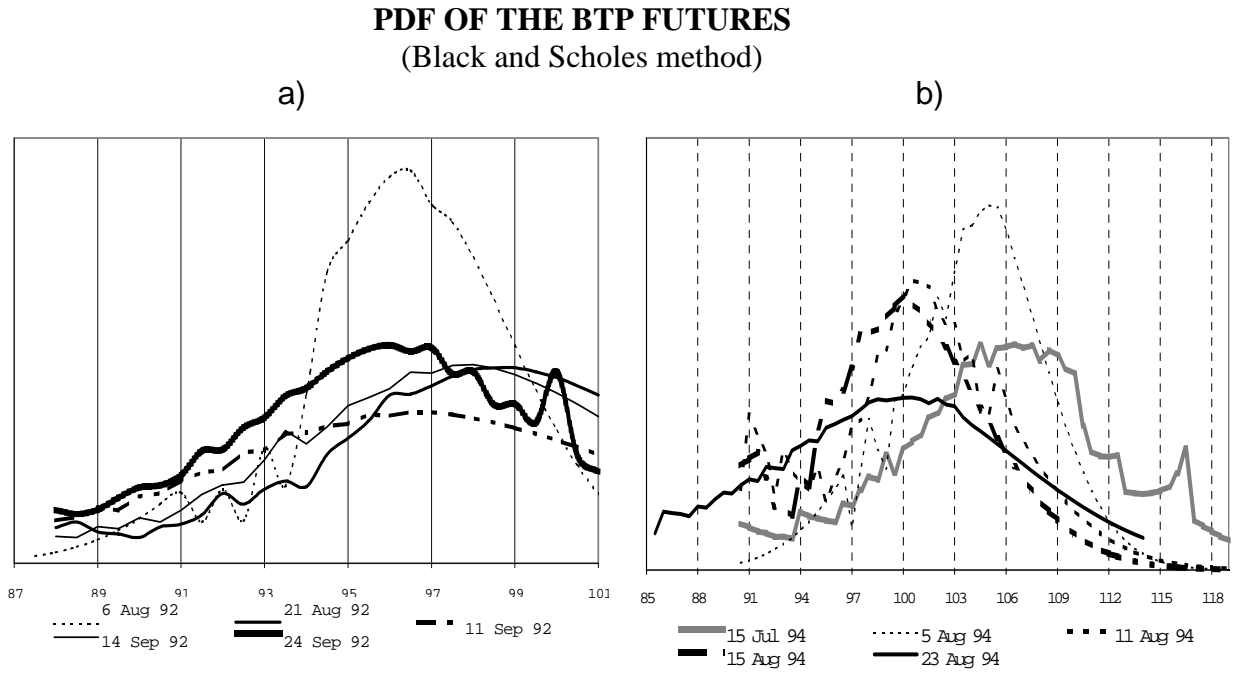 PDF OF THE BTP FUTURES
(Black and Scholes method)
a)
b)
87 89 91 93 95 97 99 101
6 Aug 92 21 Aug 92 11 Sep 92
14 Sep 92 24 Sep 92
85 88 91 94 97 100 103 106 109 112 115 118
15 Jul 94 5 Aug 94 11 Aug 94
15 Aug 94 23 Aug 94